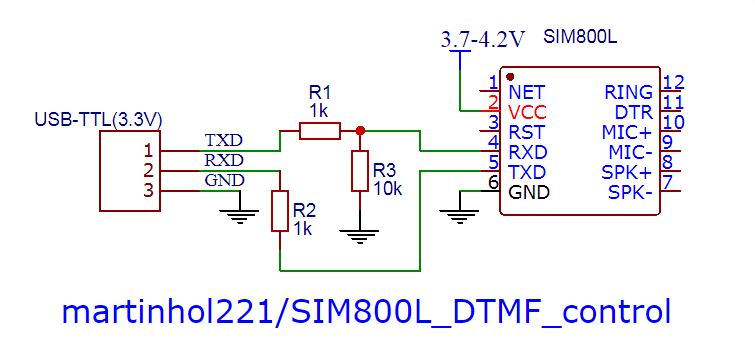 3.7-4.2V
SIM800L
USB-TTL(3.3V)
1 TXD
2 RXD
3 GND
R1
1k
R3
10k
R2
1k
1 NET
2 VCC
3 RST
4 RXD
5 TXD
6 GND
RING 12
DTR 11
MIC+ 10
MIC- 9
SPK+ 8
SPK- 7
martinhol221/SIM800L_DTMF_control